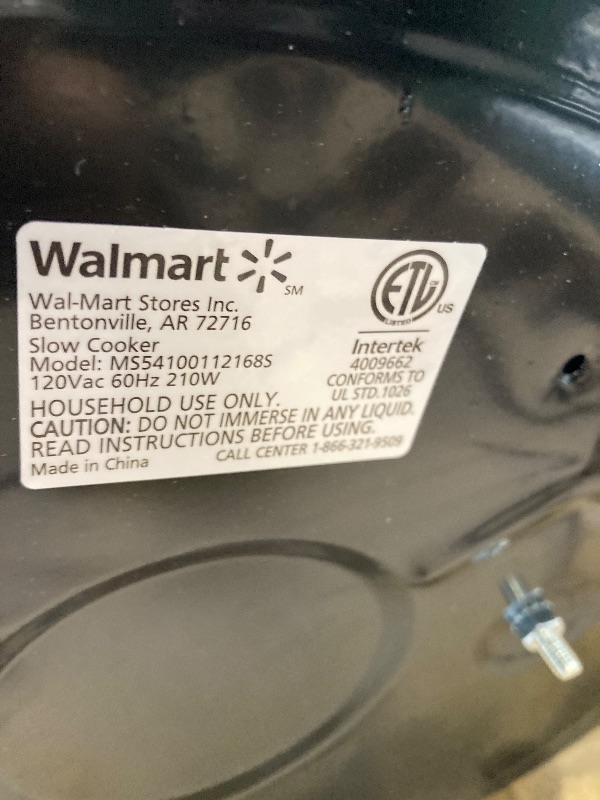 Walmart
SM
Wal-Mart Stores Inc.
Bentonville, AR 72716
Slow Cooker
Model: MS54100112168S
120Vac 60Hz 210W
HOUSEHOLD USE ONLY.
CAUTION: DO NOT IMMERSE IN ANY LIQUID.
READ INSTRUCTIONS BEFORE USING.
Made in China
CALL CENTER 1-866-321-9509
ETL
CM
US
LISTED
Intertek
4009662
CONFORMS TO
UL STD.1026